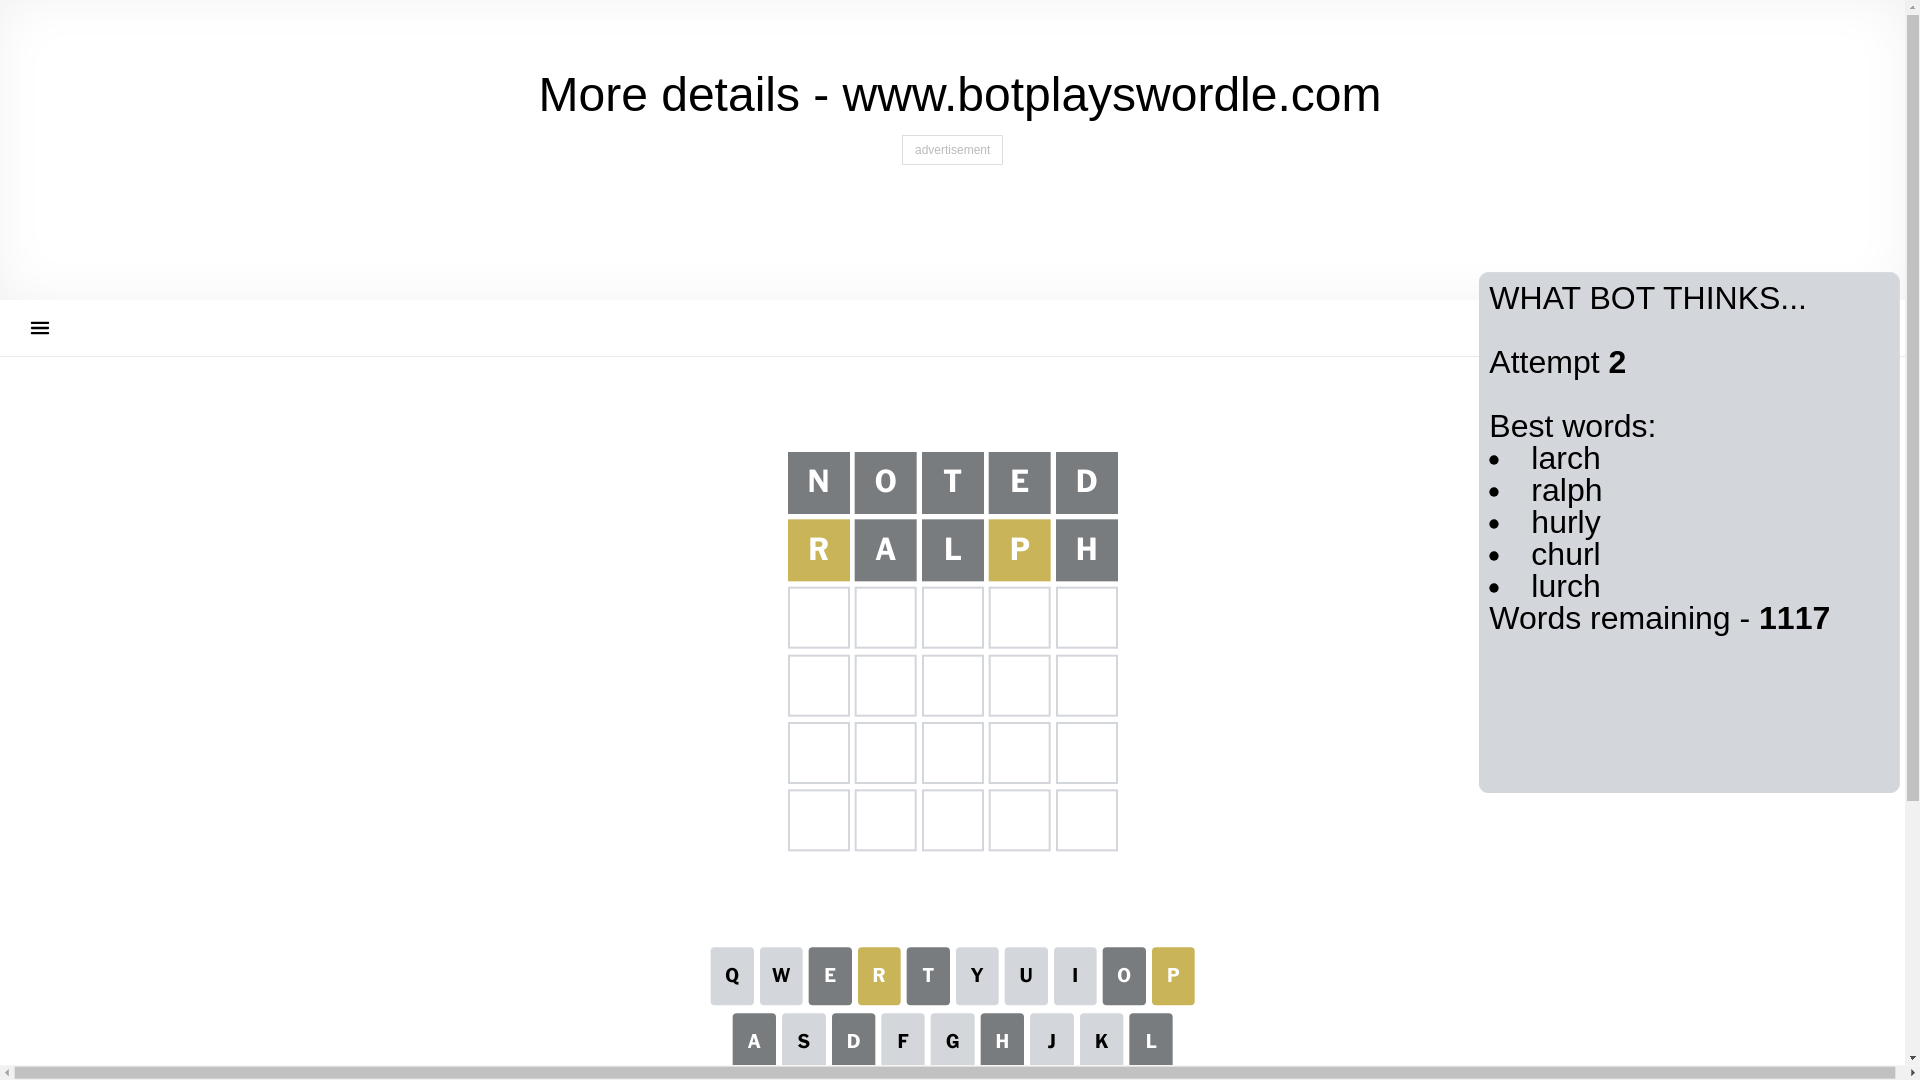 More details - www.botplayswordle.com
advertisement
WHAT BOT THINKS...
Attempt 2
Best words:
• larch
• ralph
• hurly
• churl
• lurch
Words remaining - 1117
N O T E D
R A L P H
Q W E R T Y U I O P
A S D F G H J K L